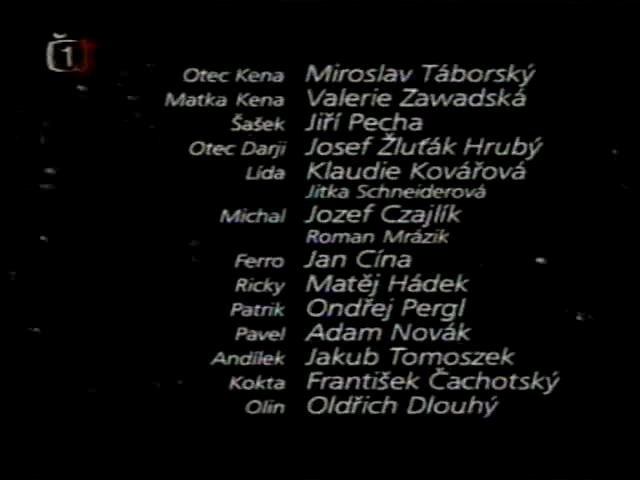 1
Otec Kena Miroslav Táborský
Matka Kena Valerie Zawadská
Šašek Jiří Pecha
Otec Darji Josef Žluťák Hrubý
Lída Klaudie Kovářová
Jitka Schneiderová
Michal Jozef Czajlík
Roman Mrázik
Ferro Jan Cína
Ricky Matěj Hádek
Patrik Ondřej Pergl
Pavel Adam Novák
Andílek Jakub Tomoszek
Kokta František Čachotský
Olin Oldřich Dlouhý